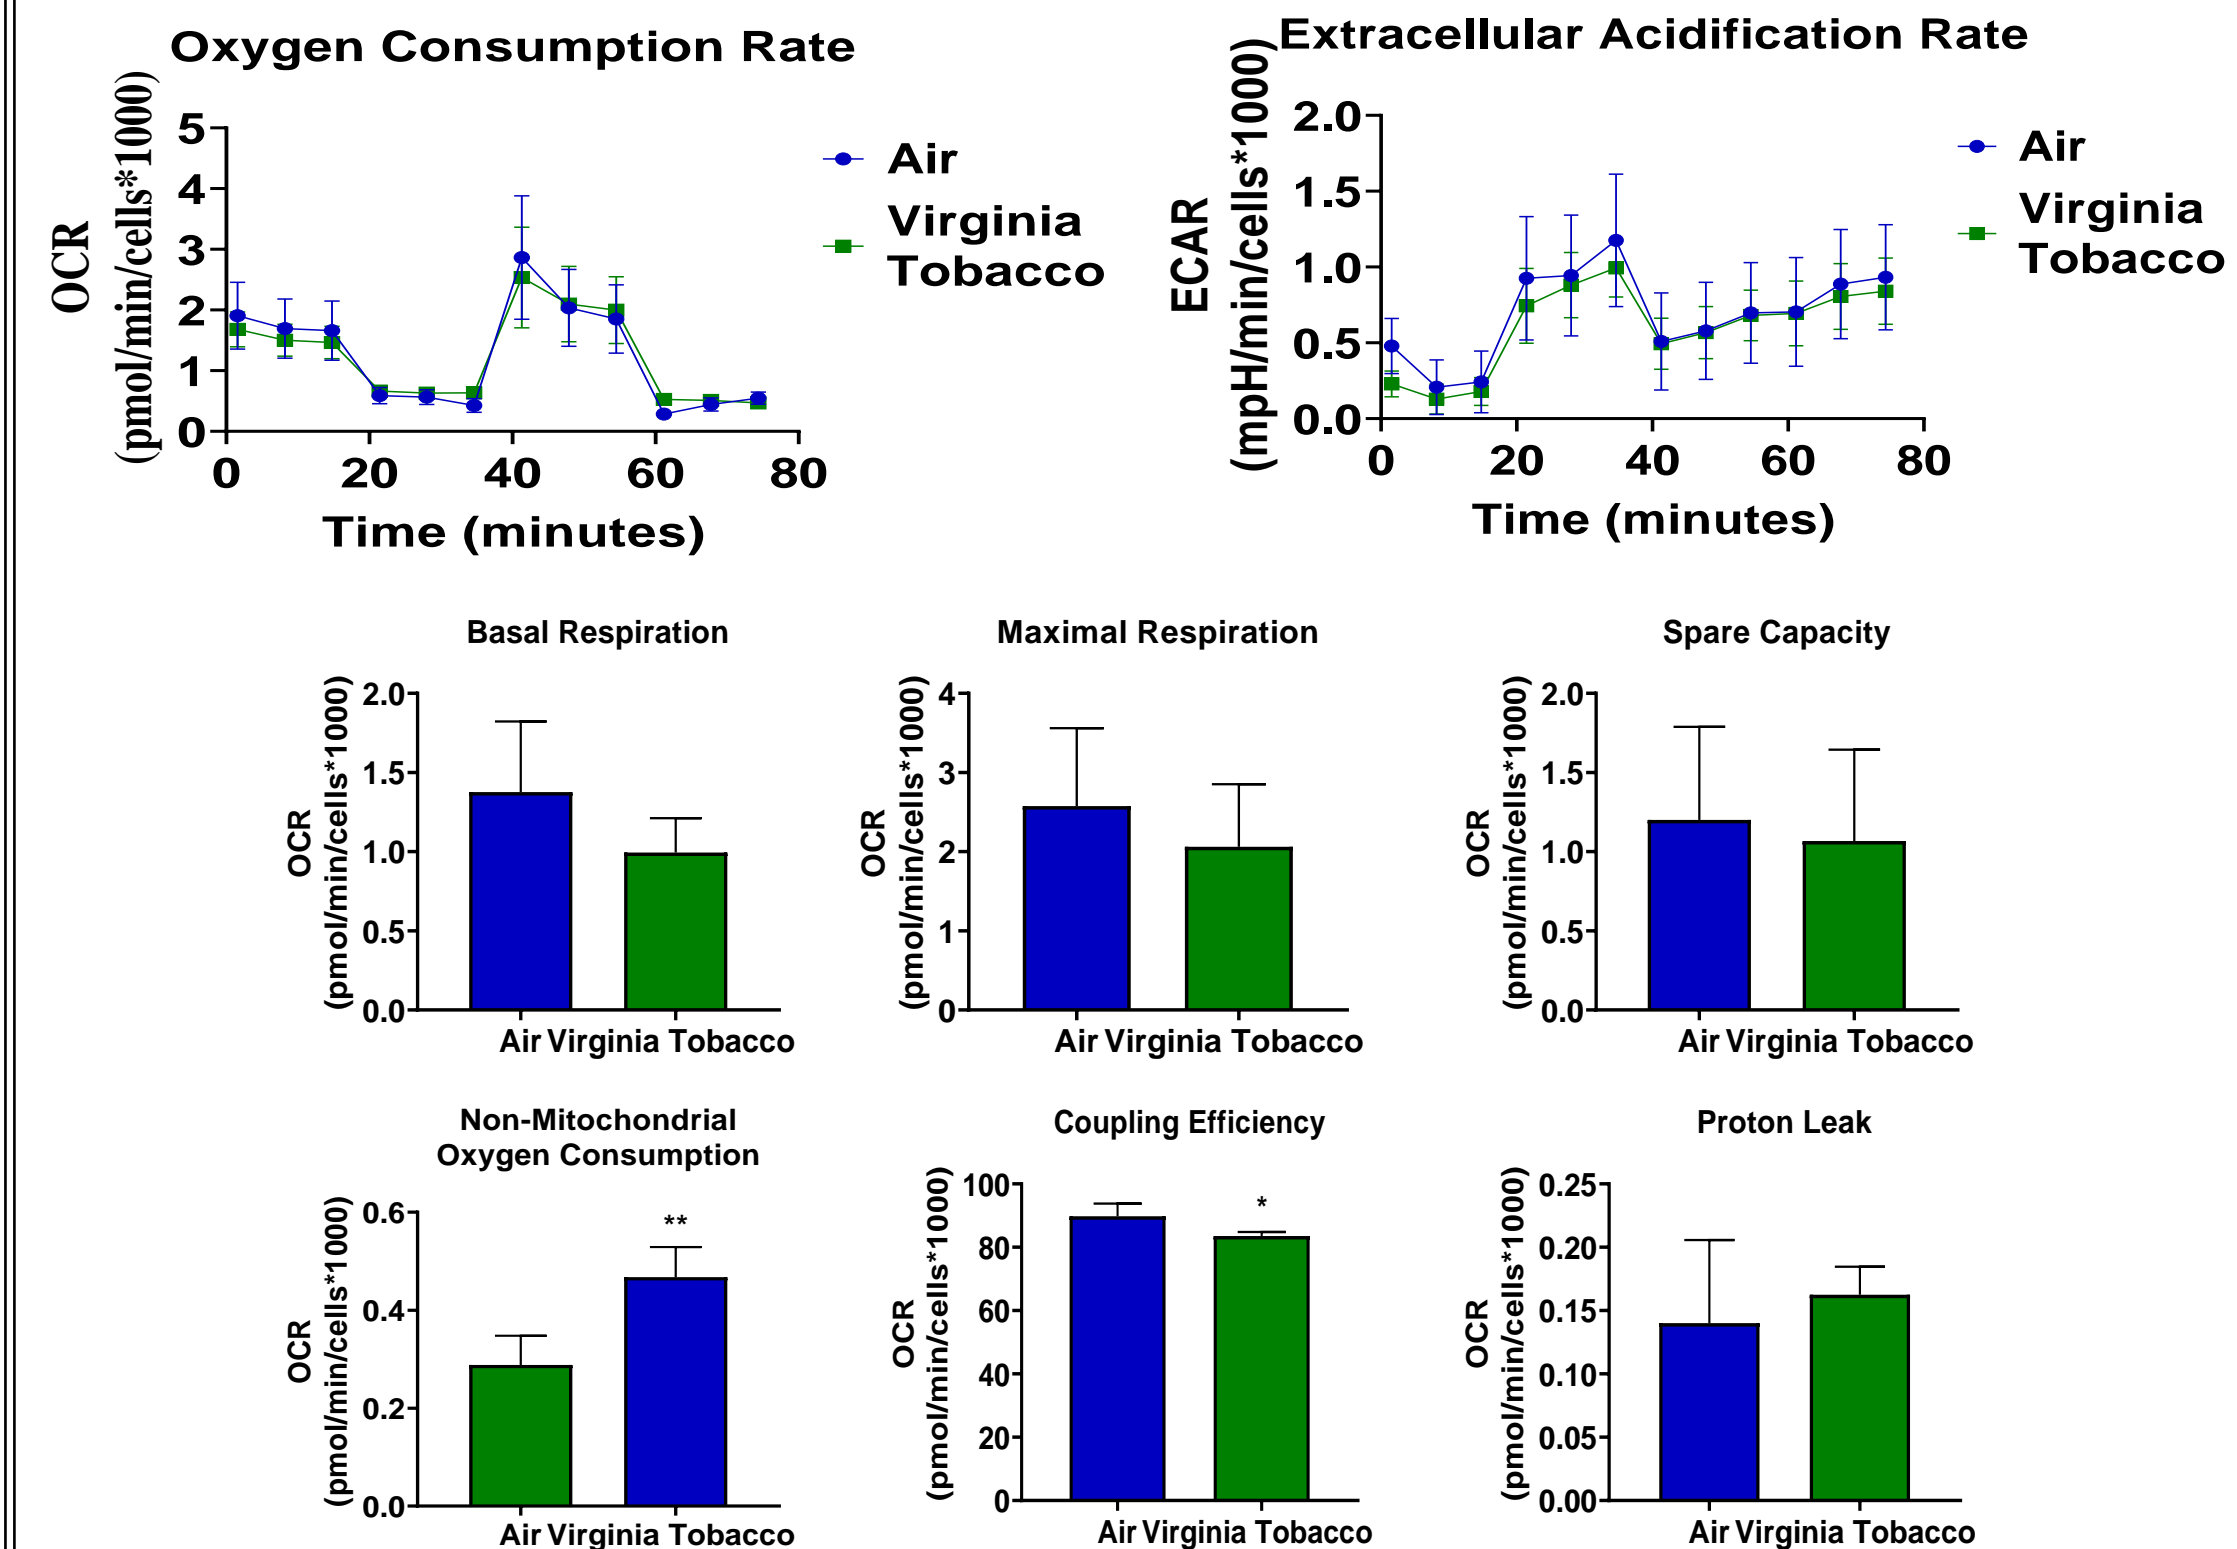 Oxygen Consumption Rate
OCR
(pmol/min/cells*1000)
5
4
3
2
1
0
0 20 40 60 80
Time (minutes)
Air
Virginia
Tobacco
Extracellular Acidification Rate
ECAR
(mpH/min/cells*1000)
2.0
1.5
1.0
0.5
0.0
0 20 40 60 80
Time (minutes)
Air
Virginia
Tobacco
Basal Respiration
OCR
(pmol/min/cells*1000)
2.0
1.5
1.0
0.5
0.0
Air Virginia Tobacco
Maximal Respiration
OCR
(pmol/min/cells*1000)
4
3
2
1
0
Air Virginia Tobacco
Spare Capacity
OCR
(pmol/min/cells*1000)
2.0
1.5
1.0
0.5
0.0
Air Virginia Tobacco
Non-Mitochondrial
Oxygen Consumption
OCR
(pmol/min/cells*1000)
0.6
0.4
0.2
0.0
**
Air Virginia Tobacco
Coupling Efficiency
OCR
(pmol/min/cells*1000)
100
80
60
40
20
0
*
Air Virginia Tobacco
Proton Leak
OCR
(pmol/min/cells*1000)
0.25
0.20
0.15
0.10
0.05
0.00
Air Virginia Tobacco